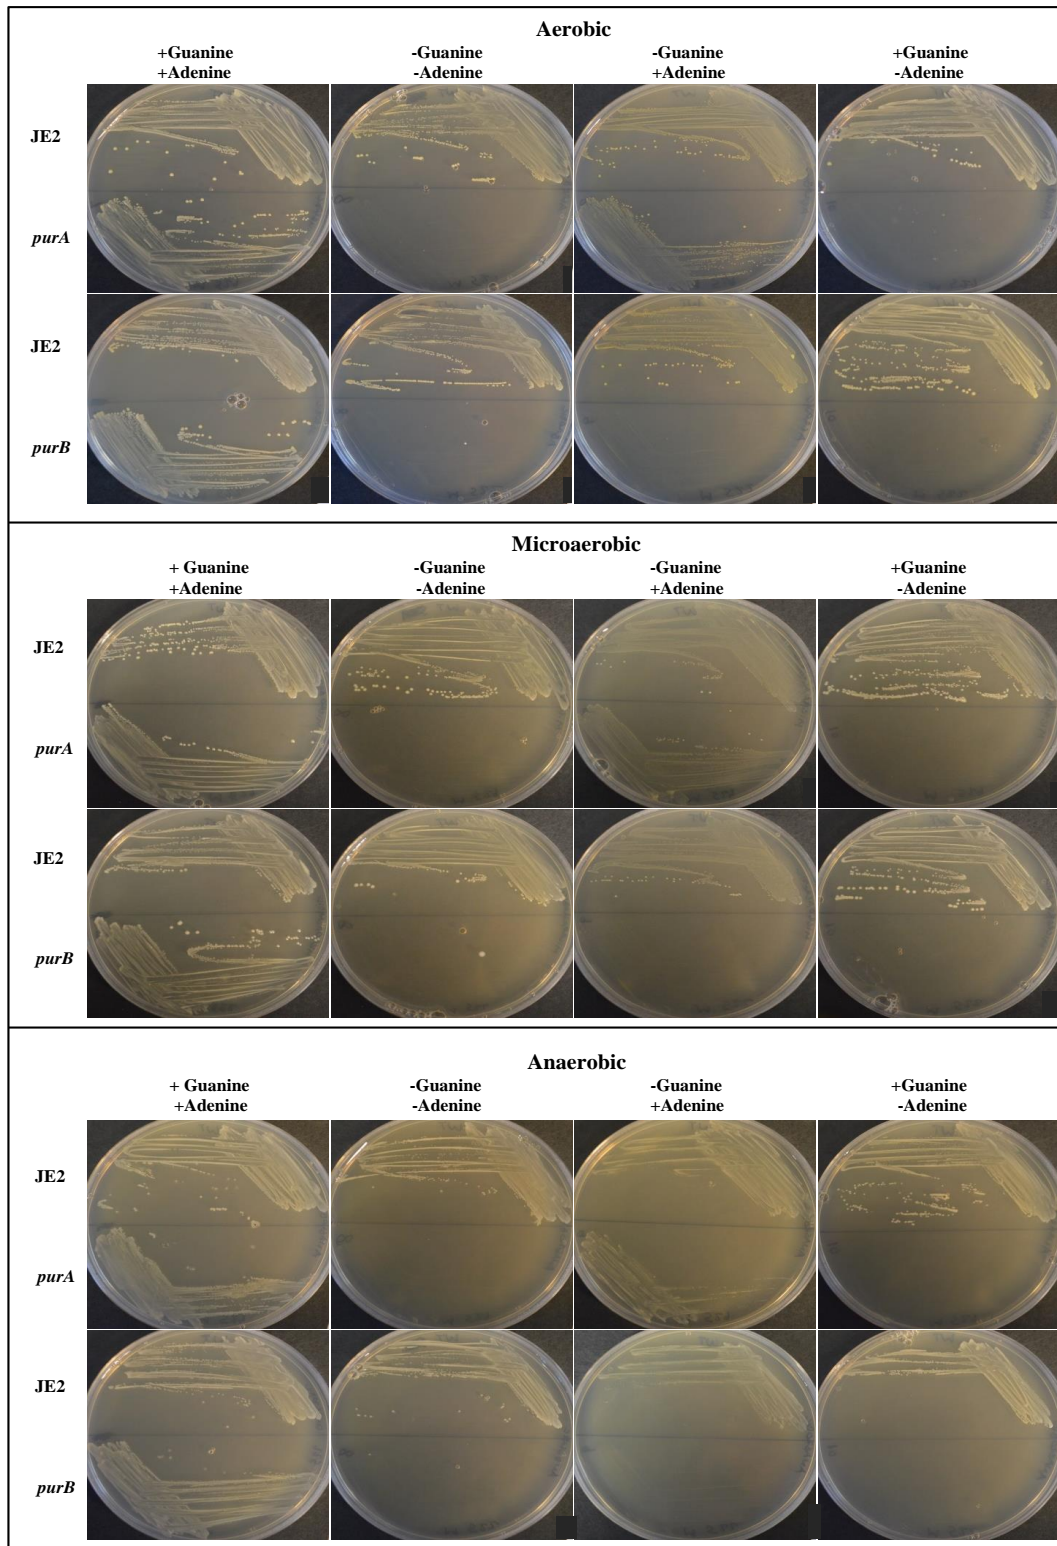 Aerobic
+Guanine -Guanine -Guanine +Guanine
+Adenine -Adenine +Adenine -Adenine
JE2
purA
JE2
purB
Microaerobic
+ Guanine -Guanine -Guanine +Guanine
+Adenine -Adenine +Adenine -Adenine
JE2
purA
JE2
purB
Anaerobic
+ Guanine -Guanine -Guanine +Guanine
+Adenine -Adenine +Adenine -Adenine
JE2
purA
JE2
purB